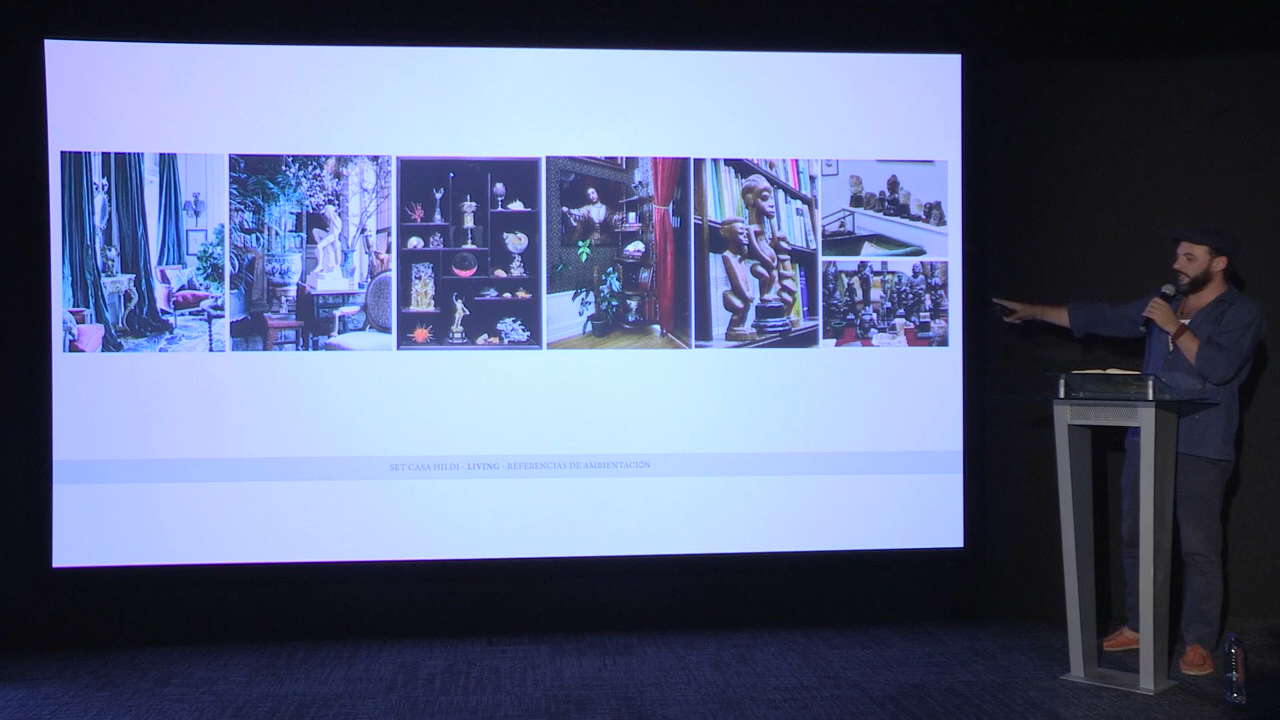 SET CASA HILDI · LIVING · REFERENCIAS DE AMBIENTACIÓN